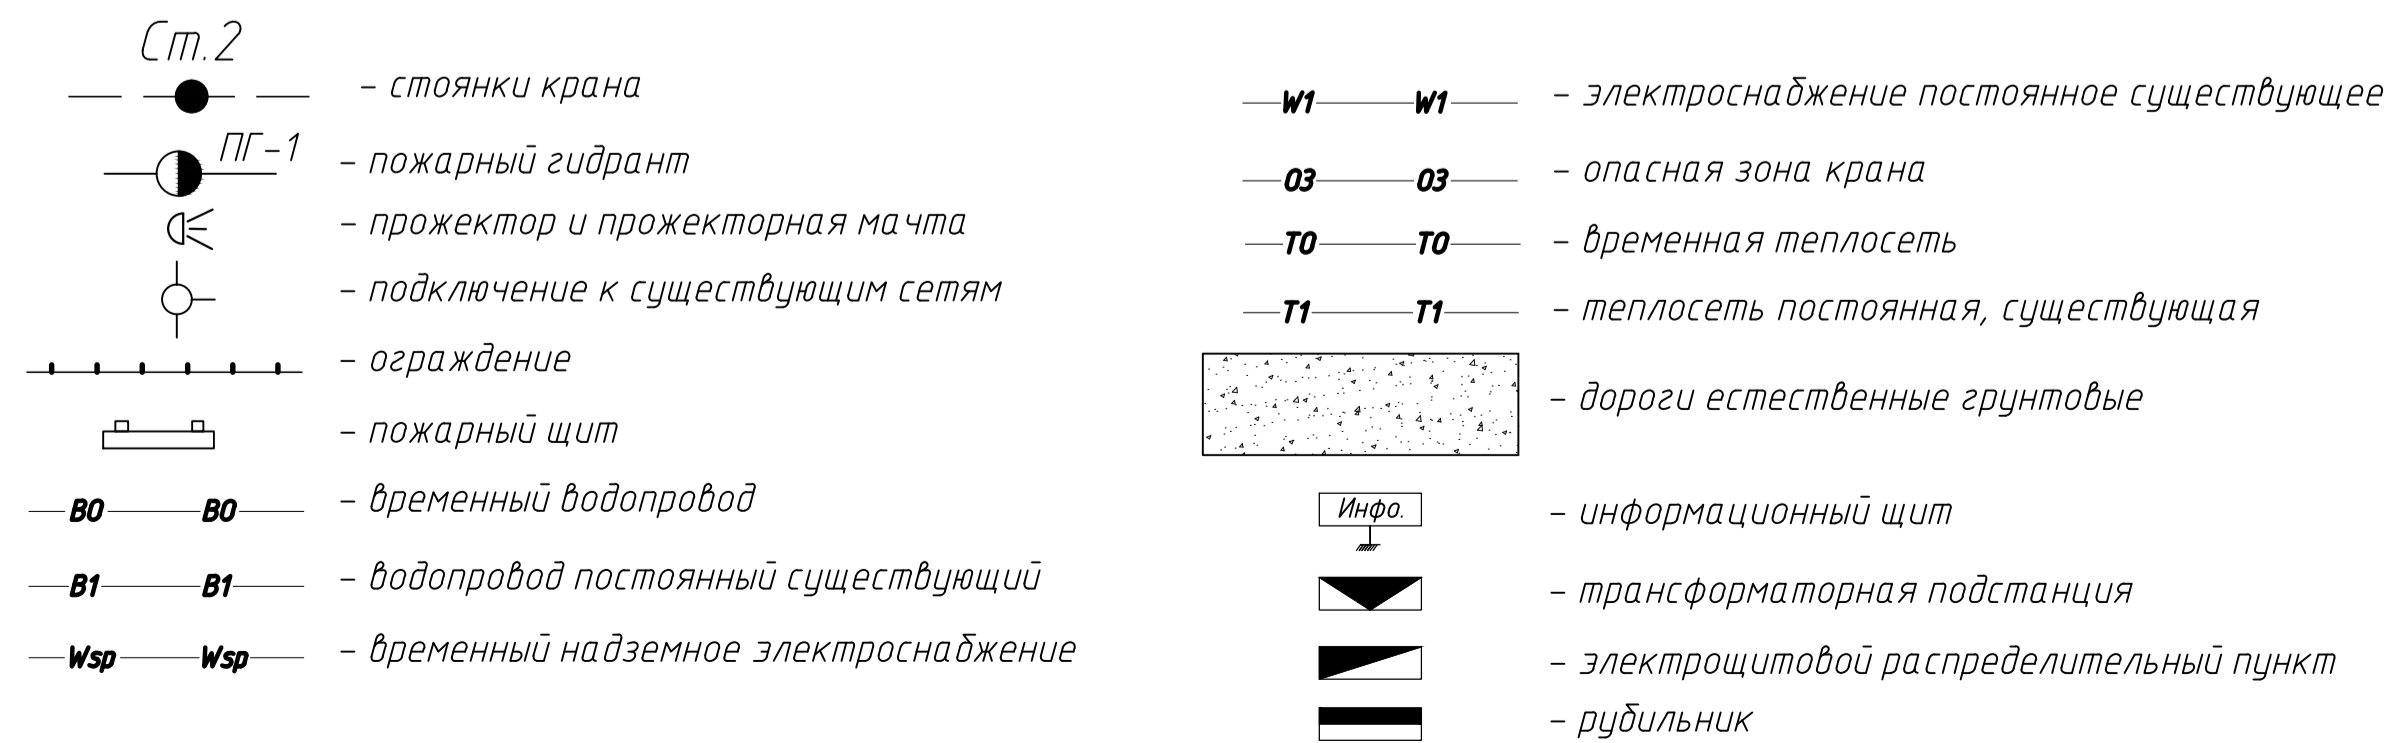 Ст.2
– стоянки крана
ПГ-1
– пожарный гидрант
– прожектор и прожекторная мачта
– подключение к существующим сетям
– ограждение
– пожарный щит
В0 В0 – временный водопровод
В1 В1 – водопровод постоянный существующий
Wsp Wsp – временный надземное электроснабжение
W1 W1 – электроснабжение постоянное существующее
ОЗ ОЗ – опасная зона крана
Т0 Т0 – временная теплосеть
Т1 Т1 – теплосеть постоянная, существующая
– дороги естественные грунтовые
Инфо. – информационный щит
– трансформаторная подстанция
– электрощитовой распределительный пункт
– рубильник